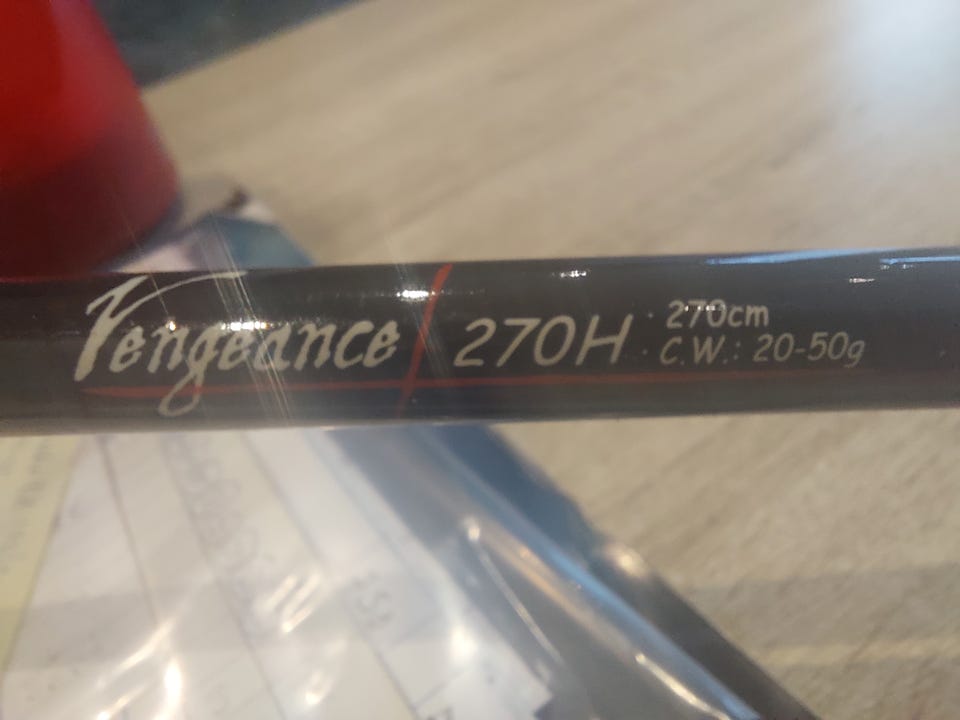 Vengeance / 270H
· 270cm
· C.W.: 20-50g